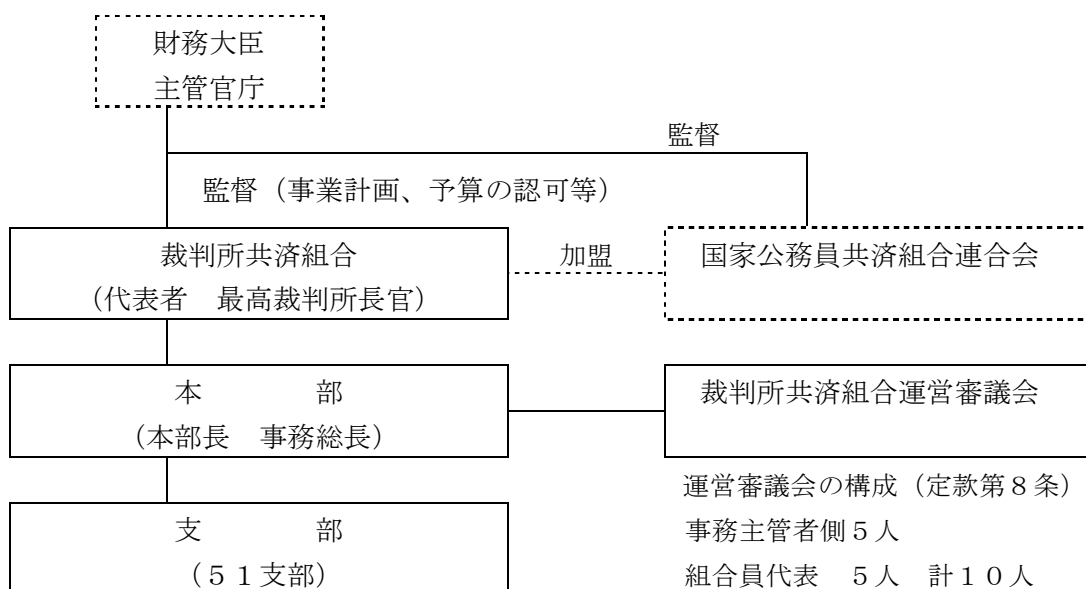 財務大臣
主管官庁
監督
監督（事業計画、予算の認可等）
裁判所共済組合
（代表者　最高裁判所長官）
加盟
国家公務員共済組合連合会
本　　　　部
（本部長　事務総長）
裁判所共済組合運営審議会
運営審議会の構成（定款第８条）
事務主管者側５人
組合員代表　５人　計１０人
支　　　　部
（５１支部）